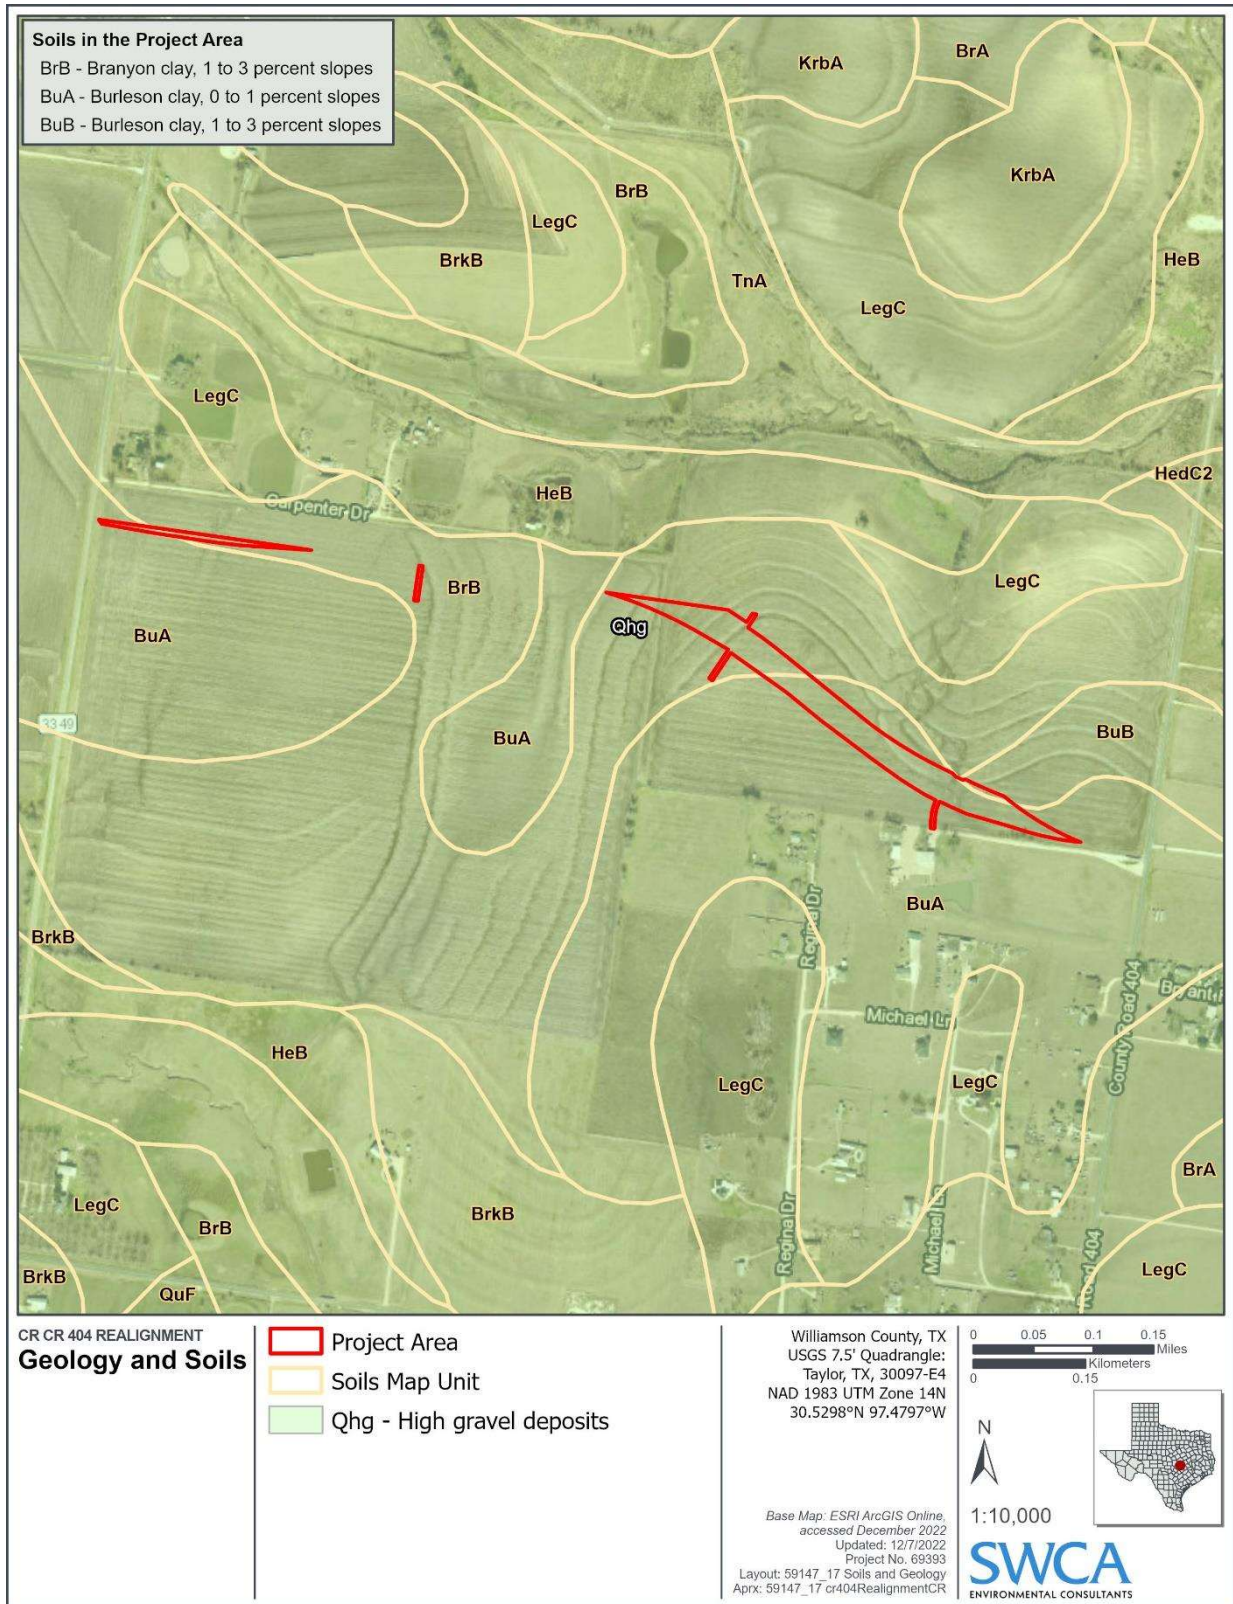 Soils in the Project Area
BrB - Branyon clay, 1 to 3 percent slopes
BuA - Burleson clay, 0 to 1 percent slopes
BuB - Burleson clay, 1 to 3 percent slopes
KrbA
BrA
KrbA
BrB
LegC
BrkB
TnA
HeB
LegC
LegC
HedC2
HeB
Carpenter Dr
BrB
LegC
BuA
Qhg
3349
BuA
BuB
BuA
Regina Dr
BrkB
Michael Ln
Bryant
County Road 404
HeB
LegC
LegC
BrA
LegC
BrB
BrkB
Regina Dr
Michael Ln
Road 404
LegC
BrkB
QuF
CR CR 404 REALIGNMENT
Geology and Soils
Project Area
Soils Map Unit
Qhg - High gravel deposits
Williamson County, TX
USGS 7.5' Quadrangle:
Taylor, TX, 30097-E4
NAD 1983 UTM Zone 14N
30.5298°N 97.4797°W
Base Map: ESRI ArcGIS Online,
accessed December 2022
Updated: 12/7/2022
Project No. 69393
Layout: 59147_17 Soils and Geology
Aprx: 59147_17 cr404RealignmentCR
0 0.05 0.1 0.15
Miles
Kilometers
0 0.15
N
1:10,000
SWCA
ENVIRONMENTAL CONSULTANTS